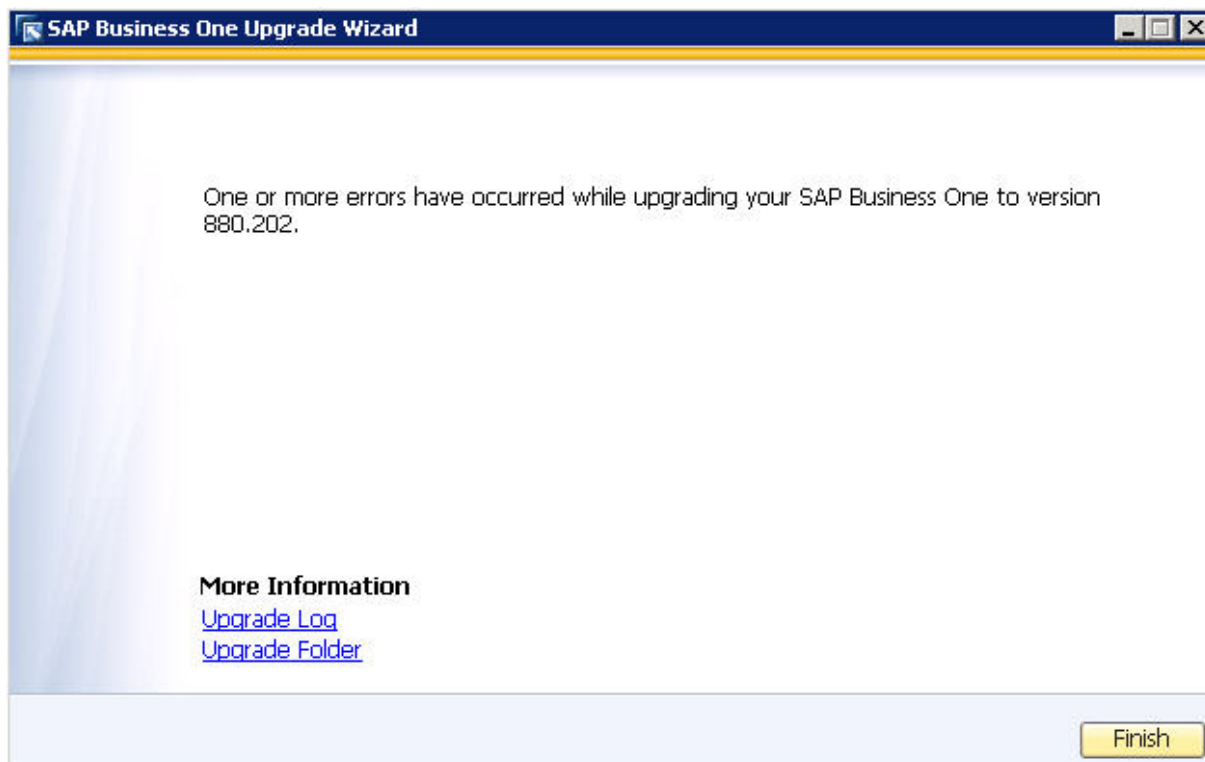 SAP Business One Upgrade Wizard
One or more errors have occurred while upgrading your SAP Business One to version
880.202.
More Information
Upgrade Log
Upgrade Folder
Finish